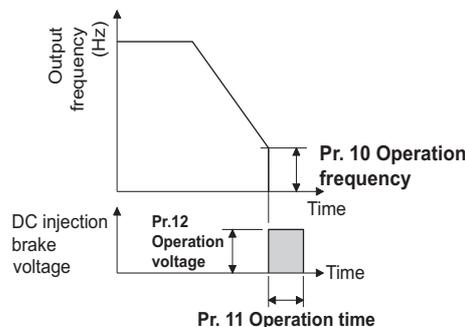 Output
frequency
(Hz)
Pr. 10 Operation
frequency
Time
DC injection
brake
voltage
Pr.12
Operation
voltage
Time
Pr. 11 Operation time